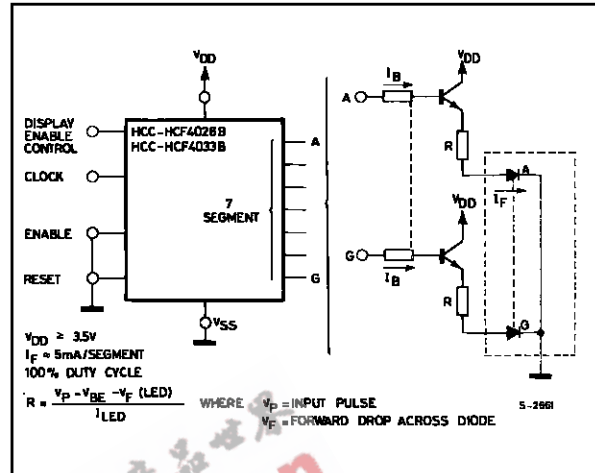 VDD
DISPLAY
ENABLE
CONTROL
CLOCK
ENABLE
RESET
HCC-HCF4026B
HCC-HCF4033B
7
SEGMENT
A
G
VSS
VDD
IB
A
R
A
IF
VDD
G
IB
R
G
VDD ≥ 3.5V
IF ≈ 5mA/SEGMENT
100% DUTY CYCLE
R = VP - VBE - VF (LED) / ILED
WHERE VP = INPUT PULSE
VF = FORWARD DROP ACROSS DIODE
S-2961